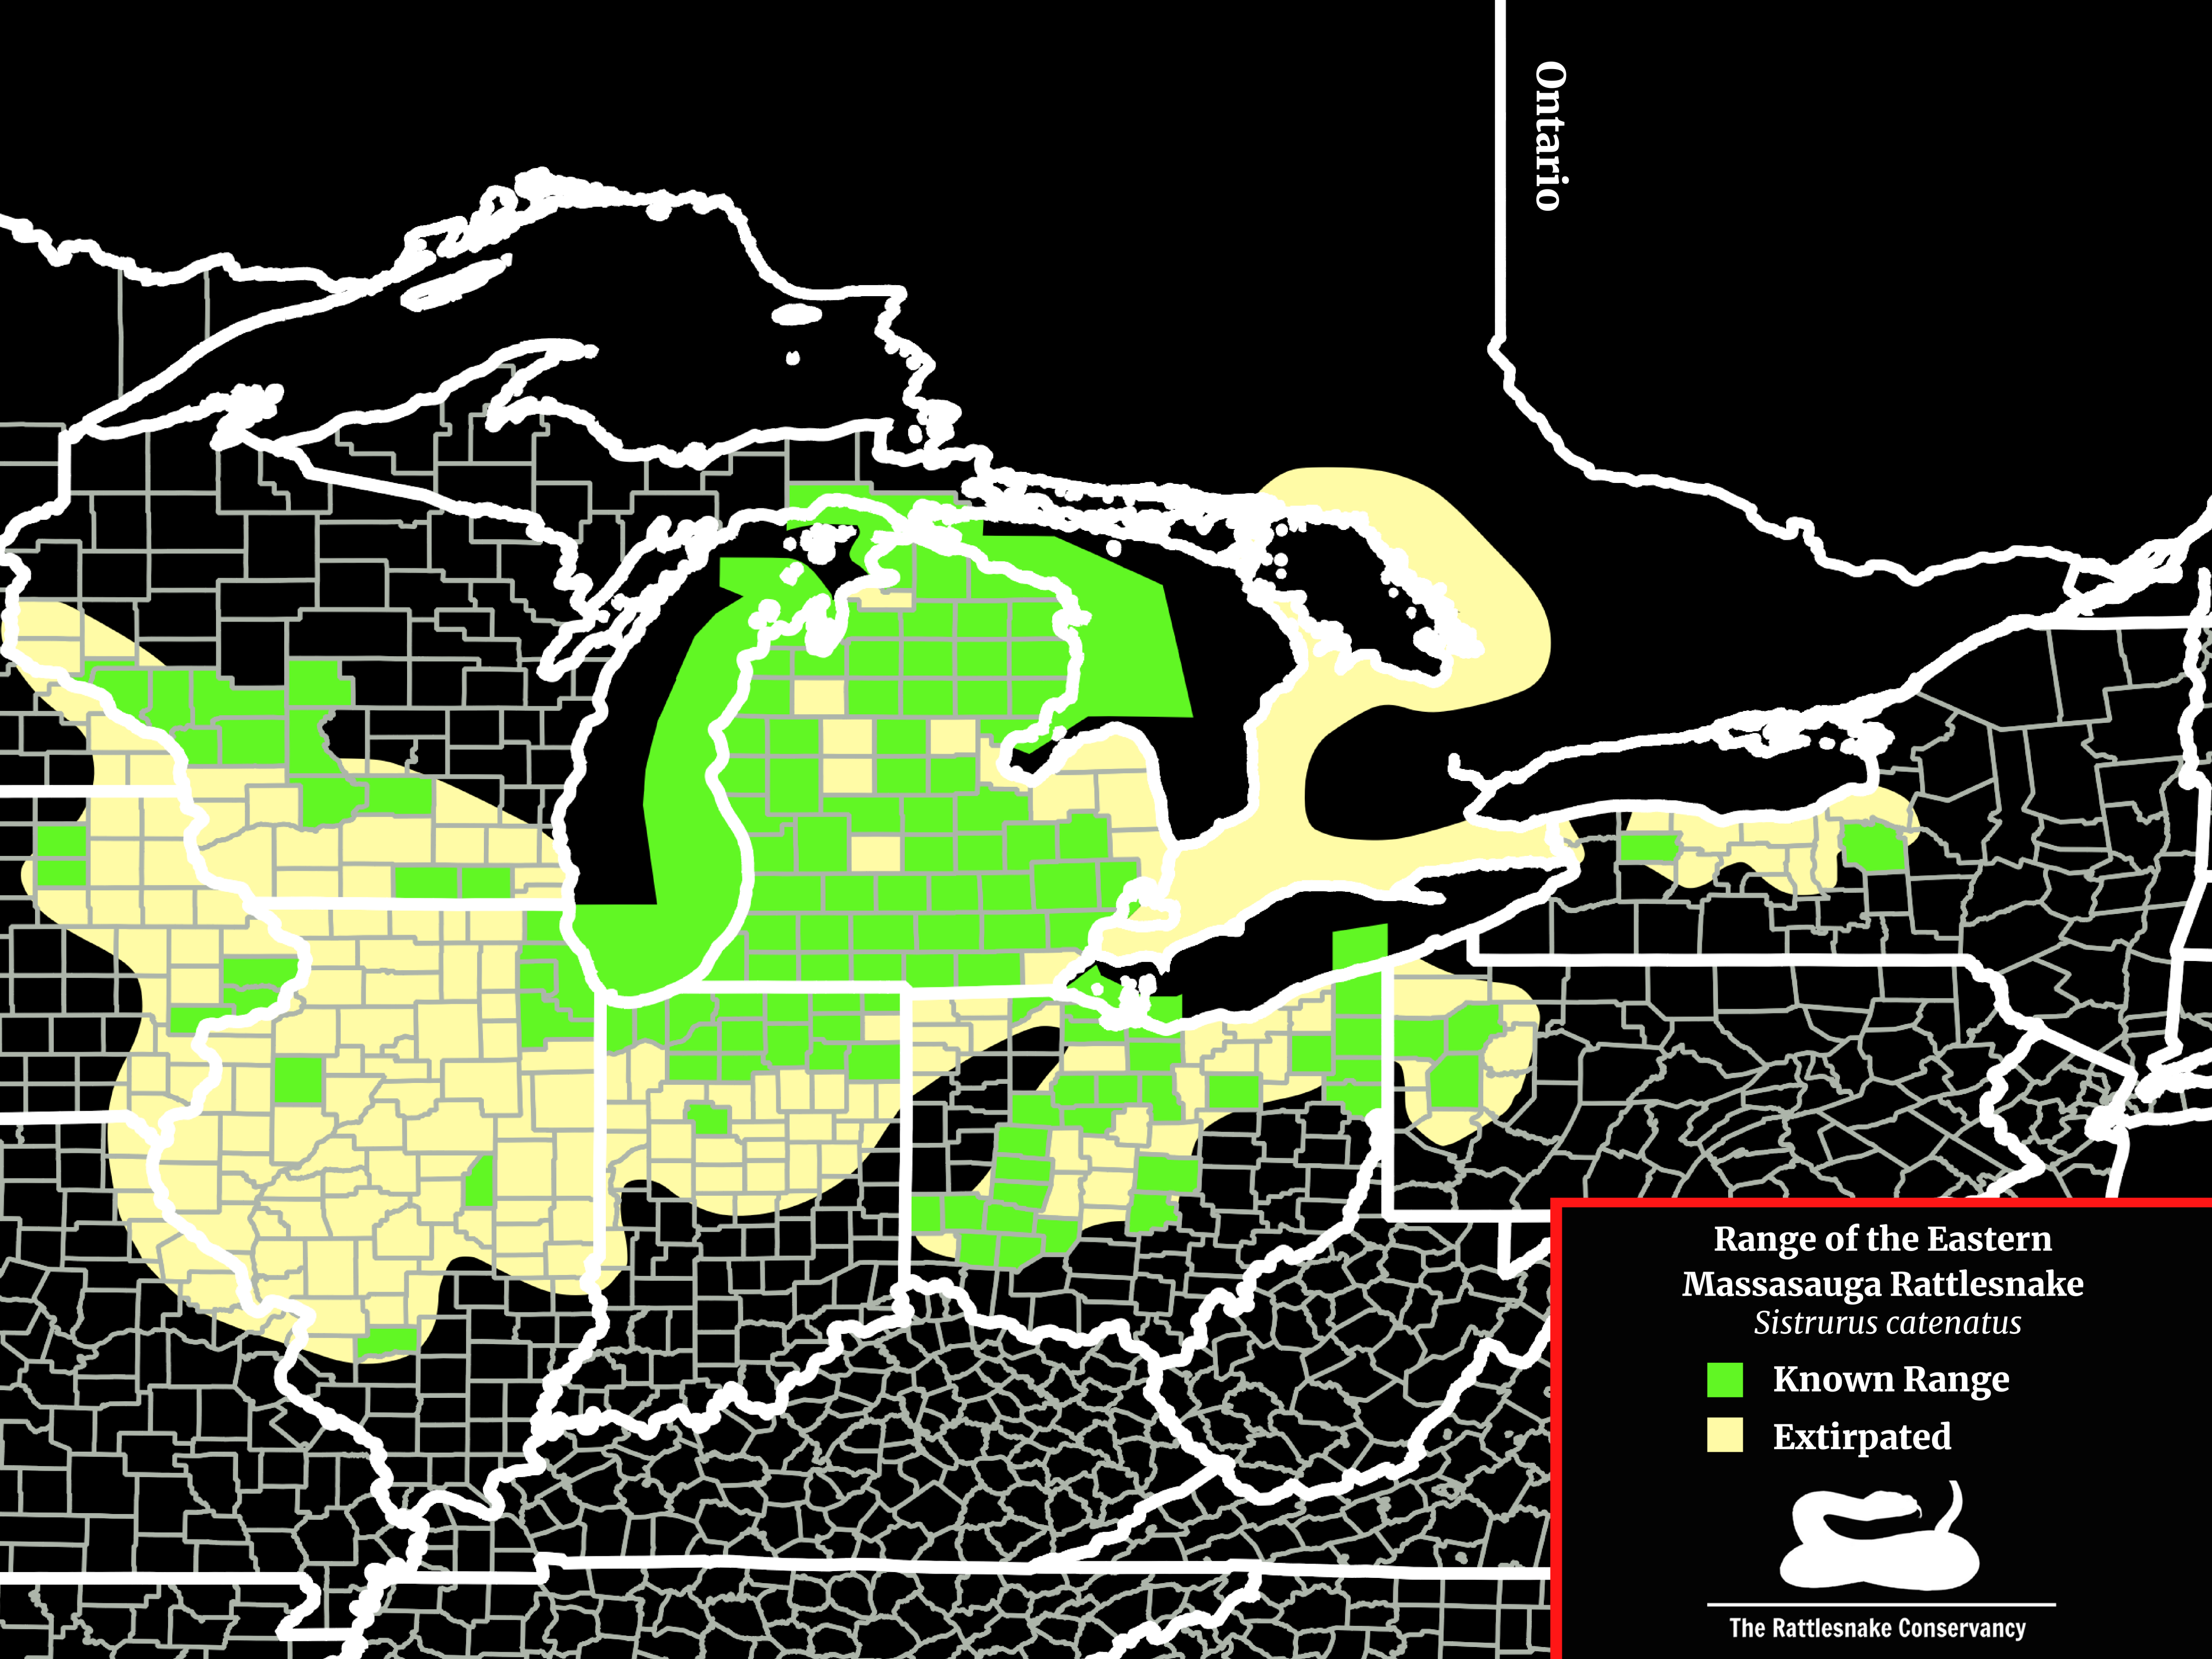 Ontario
Range of the Eastern
Massasauga Rattlesnake
Sistrurus catenatus
Known Range
Extirpated
The Rattlesnake Conservancy